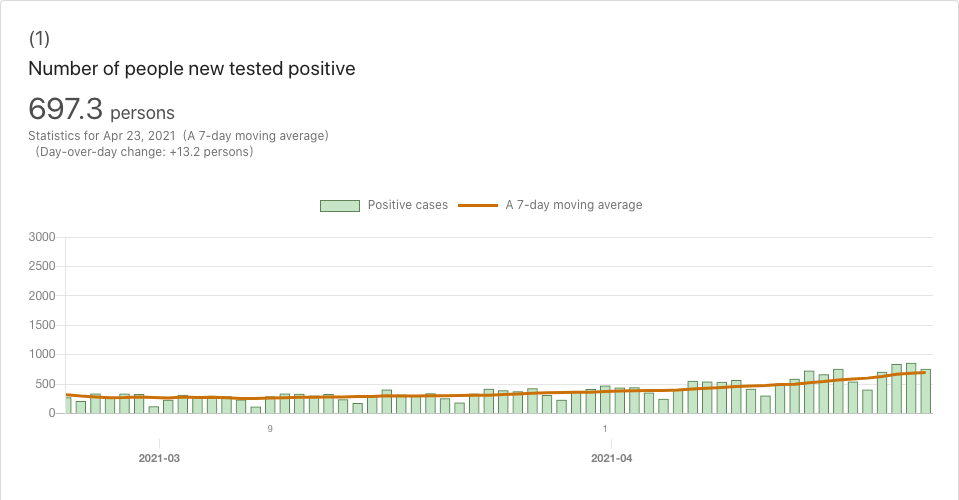 (1)
Number of people new tested positive
697.3 persons
Statistics for Apr 23, 2021 (A 7-day moving average)
(Day-over-day change: +13.2 persons)
Positive cases A 7-day moving average
3000
2500
2000
1500
1000
500
0
9 1
2021-03 2021-04